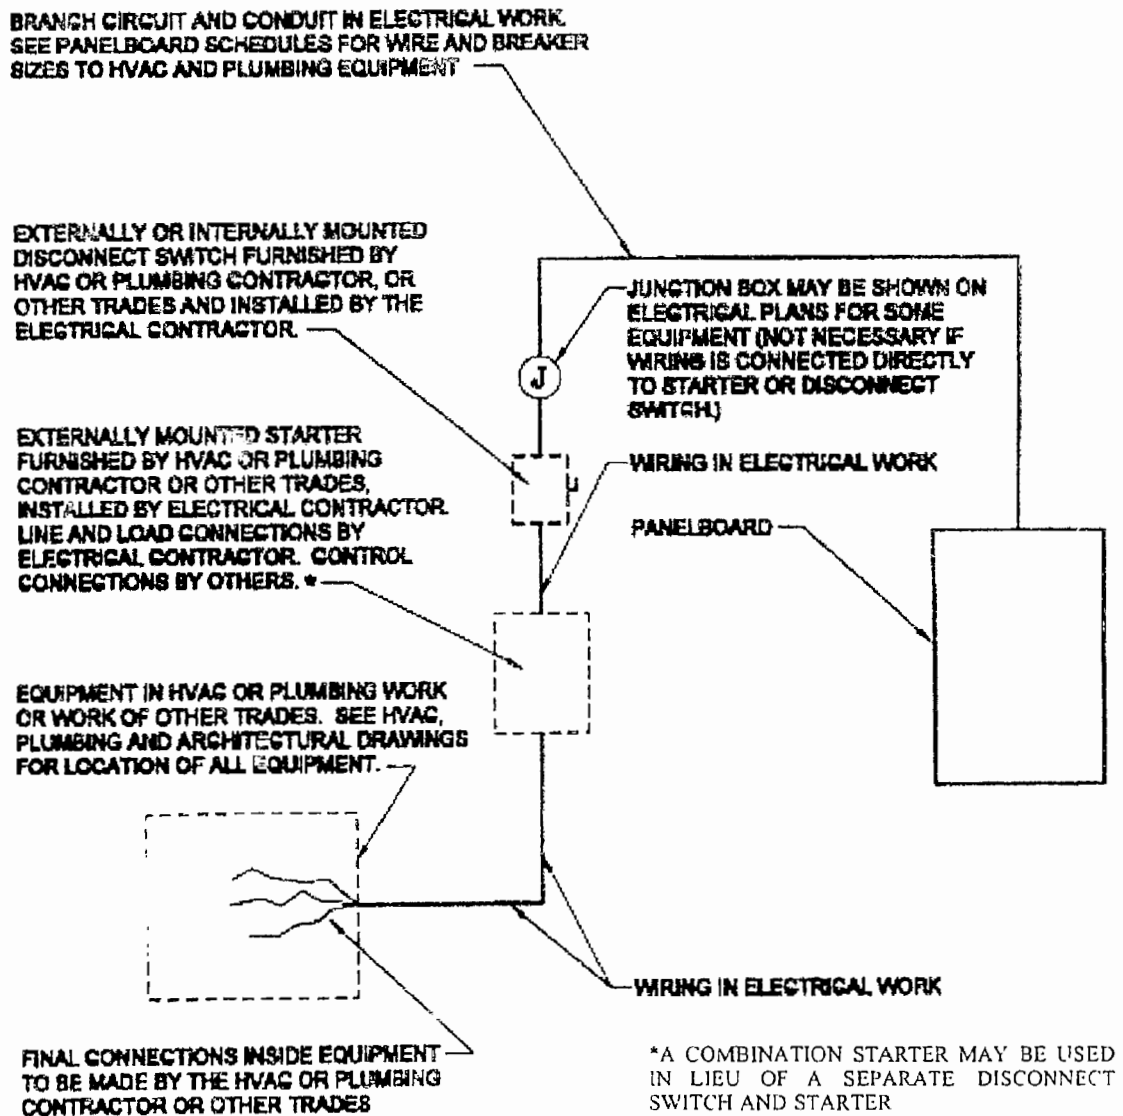 BRANCH CIRCUIT AND CONDUIT IN ELECTRICAL WORK.
SEE PANELBOARD SCHEDULES FOR WIRE AND BREAKER
SIZES TO HVAC AND PLUMBING EQUIPMENT
EXTERNALLY OR INTERNALLY MOUNTED
DISCONNECT SWITCH FURNISHED BY
HVAC OR PLUMBING CONTRACTOR, OR
OTHER TRADES AND INSTALLED BY THE
ELECTRICAL CONTRACTOR.
JUNCTION BOX MAY BE SHOWN ON
ELECTRICAL PLANS FOR SOME
EQUIPMENT (NOT NECESSARY IF
WIRING IS CONNECTED DIRECTLY
TO STARTER OR DISCONNECT
SWITCH.)
J
EXTERNALLY MOUNTED STARTER
FURNISHED BY HVAC OR PLUMBING
CONTRACTOR OR OTHER TRADES,
INSTALLED BY ELECTRICAL CONTRACTOR.
LINE AND LOAD CONNECTIONS BY
ELECTRICAL CONTRACTOR. CONTROL
CONNECTIONS BY OTHERS. *
WIRING IN ELECTRICAL WORK
PANELBOARD
EQUIPMENT IN HVAC OR PLUMBING WORK
OR WORK OF OTHER TRADES. SEE HVAC,
PLUMBING AND ARCHITECTURAL DRAWINGS
FOR LOCATION OF ALL EQUIPMENT.
WIRING IN ELECTRICAL WORK
FINAL CONNECTIONS INSIDE EQUIPMENT
TO BE MADE BY THE HVAC OR PLUMBING
CONTRACTOR OR OTHER TRADES
*A COMBINATION STARTER MAY BE USED
IN LIEU OF A SEPARATE DISCONNECT
SWITCH AND STARTER